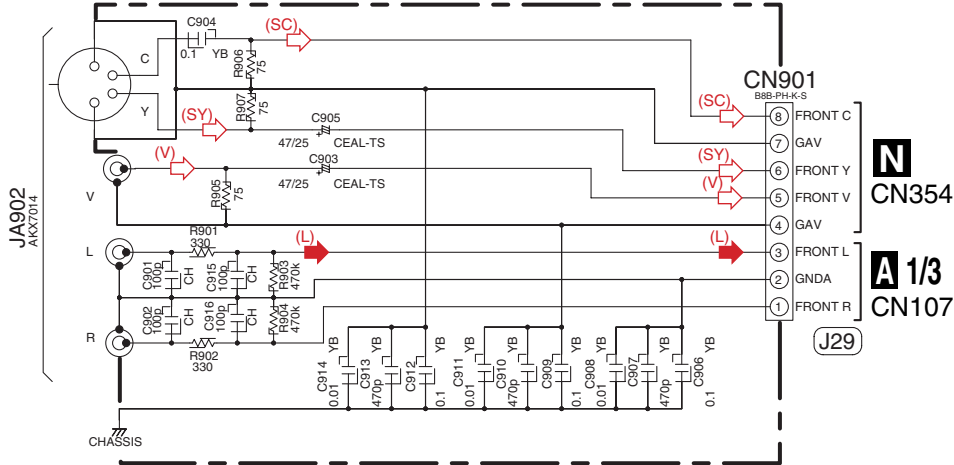 C904
0.1 YB
(SC)
C
R906
75
Y
R907
75
(SY)
C905
47/25 CEAL-TS
(V)
C903
47/25 CEAL-TS
V
R905
75
JA902
AKX7014
L
R901
330
(L)
C901
100p
CH
C915
100p
CH
R903
470k
C902
100p
CH
C916
100p
CH
R904
470k
R
R902
330
C914
0.01
YB
C913
470p
C912
0.1
YB
C911
0.01
YB
C910
470p
C909
0.1
YB
C908
0.01
YB
C907
470p
C906
0.1
YB
CHASSIS
CN901
B8B-PH-K-S
(SC)
8 FRONT C
7 GAV
(SY)
6 FRONT Y
(V)
5 FRONT V
4 GAV
(L)
3 FRONT L
2 GNDA
1 FRONT R
N
CN354
A 1/3
CN107
J29